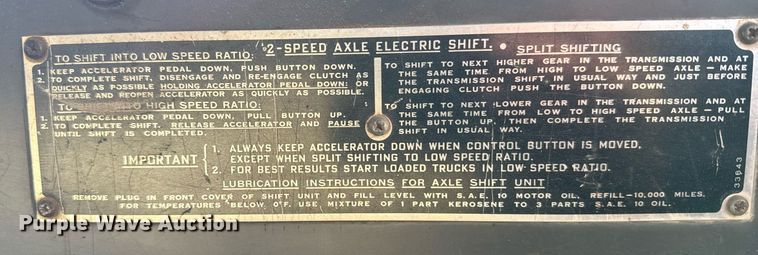 2-SPEED AXLE ELECTRIC SHIFT.
TO SHIFT INTO LOW SPEED RATIO:
1. KEEP ACCELERATOR PEDAL DOWN, PUSH BUTTON DOWN.
2. TO COMPLETE SHIFT, DISENGAGE AND RE-ENGAGE CLUTCH AS
QUICKLY AS POSSIBLE HOLDING ACCELERATOR PEDAL DOWN: OR
RELEASE AND REOPEN ACCELERATOR AS QUICKLY AS POSSIBLE.
TO SHIFT INTO HIGH SPEED RATIO:
1. KEEP ACCELERATOR PEDAL DOWN, PULL BUTTON UP.
2. TO COMPLETE SHIFT, RELEASE ACCELERATOR AND PAUSE
UNTIL SHIFT IS COMPLETED.
SPLIT SHIFTING
TO SHIFT TO NEXT HIGHER GEAR IN THE TRANSMISSION AND AT
THE SAME TIME FROM HIGH TO LOW SPEED AXLE - MAKE
THE TRANSMISSION SHIFT, IN USUAL WAY AND JUST BEFORE
ENGAGING CLUTCH PUSH THE BUTTON DOWN.
TO SHIFT TO NEXT LOWER GEAR IN THE TRANSMISSION AND AT
THE SAME TIME FROM LOW TO HIGH SPEED AXLE - PULL
THE BUTTON UP, THEN COMPLETE THE TRANSMISSION
SHIFT IN USUAL WAY.
IMPORTANT
1. ALWAYS KEEP ACCELERATOR DOWN WHEN CONTROL BUTTON IS MOVED.
EXCEPT WHEN SPLIT SHIFTING TO LOW SPEED RATIO.
2. FOR BEST RESULTS START LOADED TRUCKS IN LOW SPEED RATIO.
LUBRICATION INSTRUCTIONS FOR AXLE SHIFT UNIT
REMOVE PLUG IN FRONT COVER OF SHIFT UNIT AND FILL LEVEL WITH S.A.E. 10 MOTOR OIL. REFILL-10,000 MILES.
FOR TEMPERATURES BELOW 0°F. USE MIXTURE OF 1 PART KEROSENE TO 3 PARTS S.A.E. 10 OIL.
33643
Purple Wave Auction